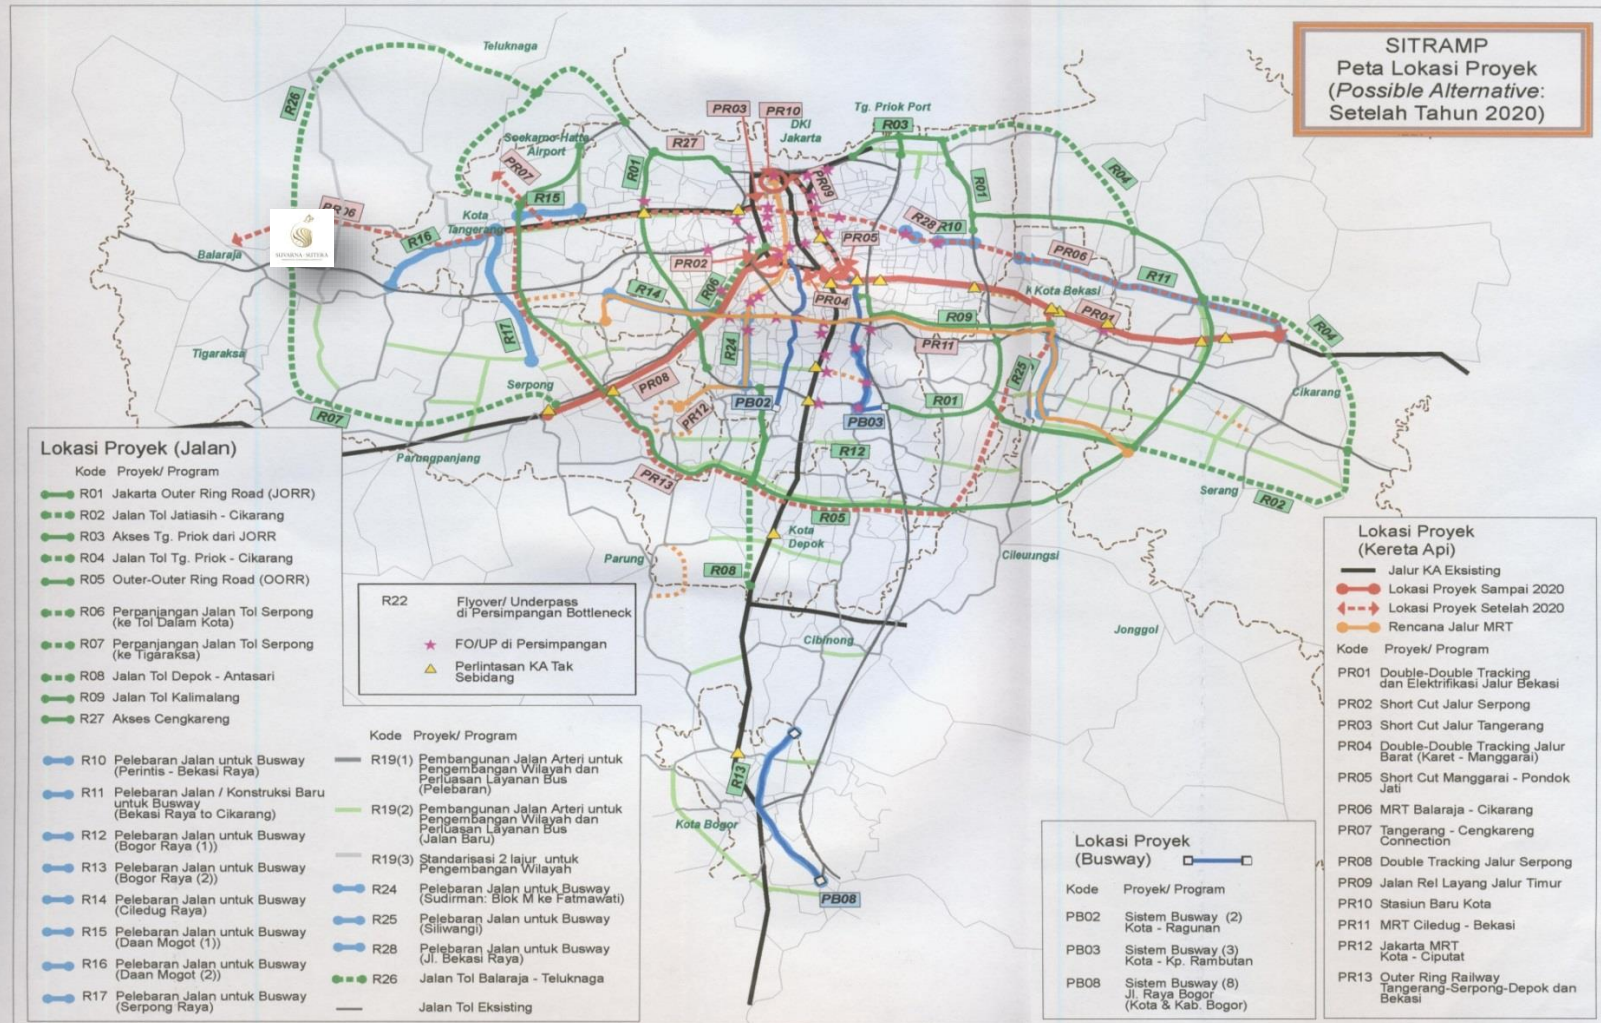 SITRAMP
Peta Lokasi Proyek
(Possible Alternative:
Setelah Tahun 2020)
Teluknaga
R26
Soekarno-Hatta
Airport
PR07
R15
R01
R27
PR03
PR10
DKI
Jakarta
Tg. Priok Port
R03
PR09
R01
R04
R28
R10
PR05
PR06
R11
Kota
Tangerang
R16
Balaraja
PR02
R06
R14
PR04
Kota Bekasi
PR01
R04
R09
PR11
R17
R24
R25
Tigaraksa
Serpong
PR08
PR12
PB02
PB03
R01
Cikarang
R07
Parungpanjang
PR13
R12
R05
Serang
R02
Kota
Depok
Parung
R08
Cileungsi
Cibinong
Jonggol
R13
Kota Bogor
PB08
Lokasi Proyek (Jalan)
Kode Proyek/ Program
R01 Jakarta Outer Ring Road (JORR)
R02 Jalan Tol Jatiasih - Cikarang
R03 Akses Tg. Priok dari JORR
R04 Jalan Tol Tg. Priok - Cikarang
R05 Outer-Outer Ring Road (OORR)
R06 Perpanjangan Jalan Tol Serpong
(ke Tol Dalam Kota)
R07 Perpanjangan Jalan Tol Serpong
(ke Tigaraksa)
R08 Jalan Tol Depok - Antasari
R09 Jalan Tol Kalimalang
R27 Akses Cengkareng
R10 Pelebaran Jalan untuk Busway
(Perintis - Bekasi Raya)
R11 Pelebaran Jalan / Konstruksi Baru
untuk Busway
(Bekasi Raya to Cikarang)
R12 Pelebaran Jalan untuk Busway
(Bogor Raya (1))
R13 Pelebaran Jalan untuk Busway
(Bogor Raya (2))
R14 Pelebaran Jalan untuk Busway
(Ciledug Raya)
R15 Pelebaran Jalan untuk Busway
(Daan Mogot (1))
R16 Pelebaran Jalan untuk Busway
(Daan Mogot (2))
R17 Pelebaran Jalan untuk Busway
(Serpong Raya)
R22 Flyover/ Underpass
di Persimpangan Bottleneck
FO/UP di Persimpangan
Perlintasan KA Tak
Sebidang
Kode Proyek/ Program
R19(1) Pembangunan Jalan Arteri untuk
Pengembangan Wilayah dan
Perluasan Layanan Bus
(Pelebaran)
R19(2) Pembangunan Jalan Arteri untuk
Pengembangan Wilayah dan
Perluasan Layanan Bus
(Jalan Baru)
R19(3) Standarisasi 2 lajur untuk
Pengembangan Wilayah
R24 Pelebaran Jalan untuk Busway
(Sudirman: Blok M ke Fatmawati)
R25 Pelebaran Jalan untuk Busway
(Siliwangi)
R28 Pelebaran Jalan untuk Busway
(Jl. Bekasi Raya)
R26 Jalan Tol Balaraja - Teluknaga
Jalan Tol Eksisting
Lokasi Proyek
(Busway)
Kode Proyek/ Program
PB02 Sistem Busway (2)
Kota - Ragunan
PB03 Sistem Busway (3)
Kota - Kp. Rambutan
PB08 Sistem Busway (8)
Jl. Raya Bogor
(Kota & Kab. Bogor)
Lokasi Proyek
(Kereta Api)
Jalur KA Eksisting
Lokasi Proyek Sampai 2020
Lokasi Proyek Setelah 2020
Rencana Jalur MRT
Kode Proyek/ Program
PR01 Double-Double Tracking
dan Elektrifikasi Jalur Bekasi
PR02 Short Cut Jalur Serpong
PR03 Short Cut Jalur Tangerang
PR04 Double-Double Tracking Jalur
Barat (Karet - Manggarai)
PR05 Short Cut Manggarai - Pondok
Jati
PR06 MRT Balaraja - Cikarang
PR07 Tangerang - Cengkareng
Connection
PR08 Double Tracking Jalur Serpong
PR09 Jalan Rel Layang Jalur Timur
PR10 Stasiun Baru Kota
PR11 MRT Ciledug - Bekasi
PR12 Jakarta MRT
Kota - Ciputat
PR13 Outer Ring Railway
Tangerang-Serpong-Depok dan
Bekasi